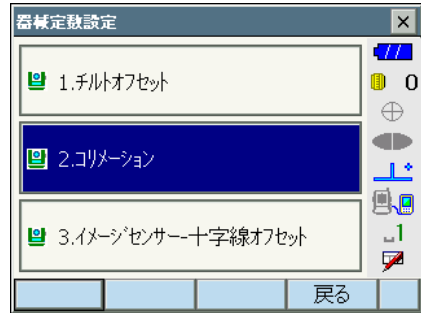 器械定数設定
1.チルトオフセット
0
2.コリメーション
3.イメージセンサー-十字線オフセット
1
戻る